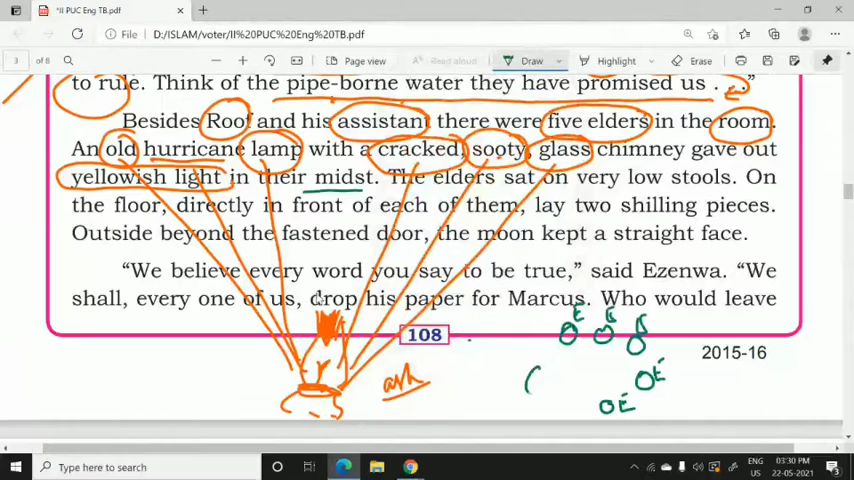 *II PUC Eng TB.pdf
File
D:/ISLAM/voter/II%20PUC%20Eng%20TB.pdf
3 of 8
Page view
Read aloud
Draw
Highlight
Erase
to rule. Think of the pipe-borne water they have promised us . . .”
Besides Roof and his assistant there were five elders in the room.
An old hurricane lamp with a cracked, sooty, glass chimney gave out
yellowish light in their midst. The elders sat on very low stools. On
the floor, directly in front of each of them, lay two shilling pieces.
Outside beyond the fastened door, the moon kept a straight face.
“We believe every word you say to be true,” said Ezenwa. “We
shall, every one of us, drop his paper for Marcus. Who would leave
108
2015-16
ash
E
E
E
Type here to search
ENG
US
03:30 PM
22-05-2021
3